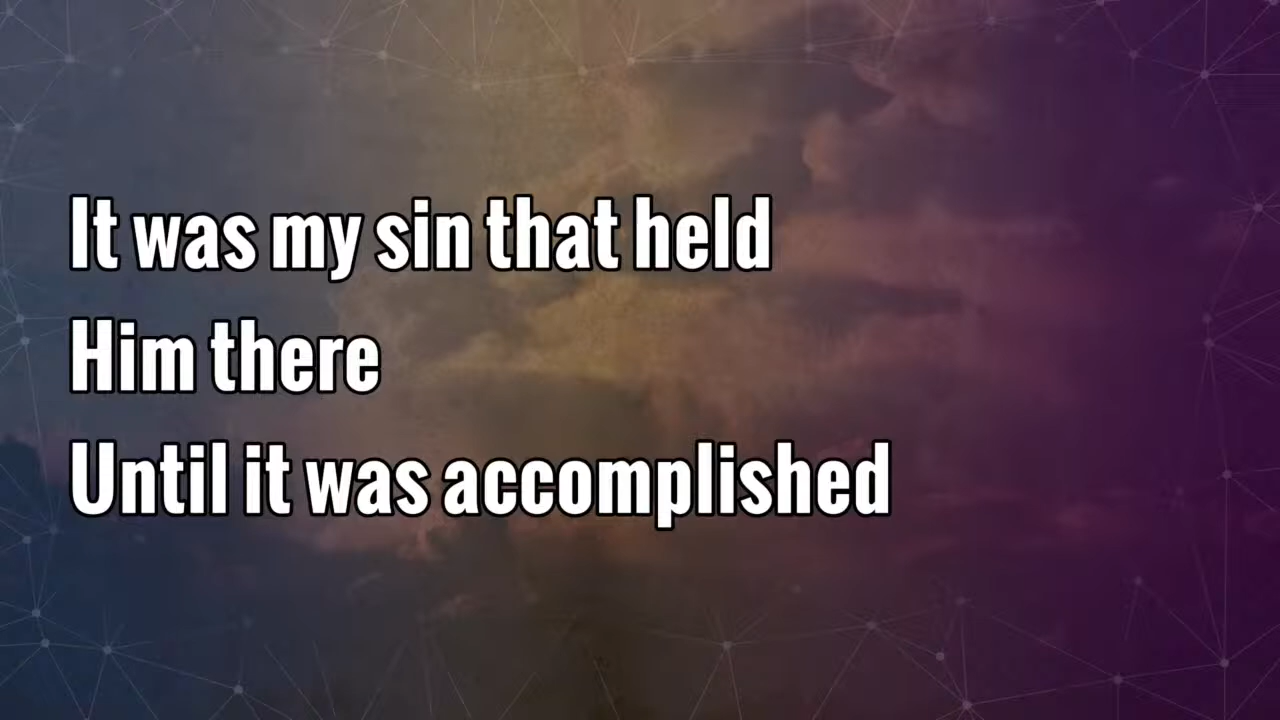 It was my sin that held
Him there
Until it was accomplished